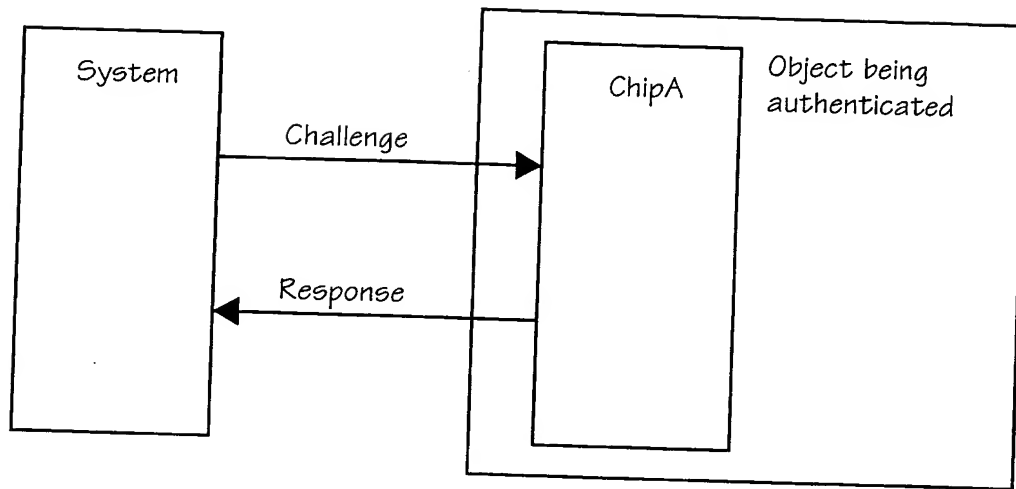 System
ChipA
Object being
authenticated
Challenge
Response